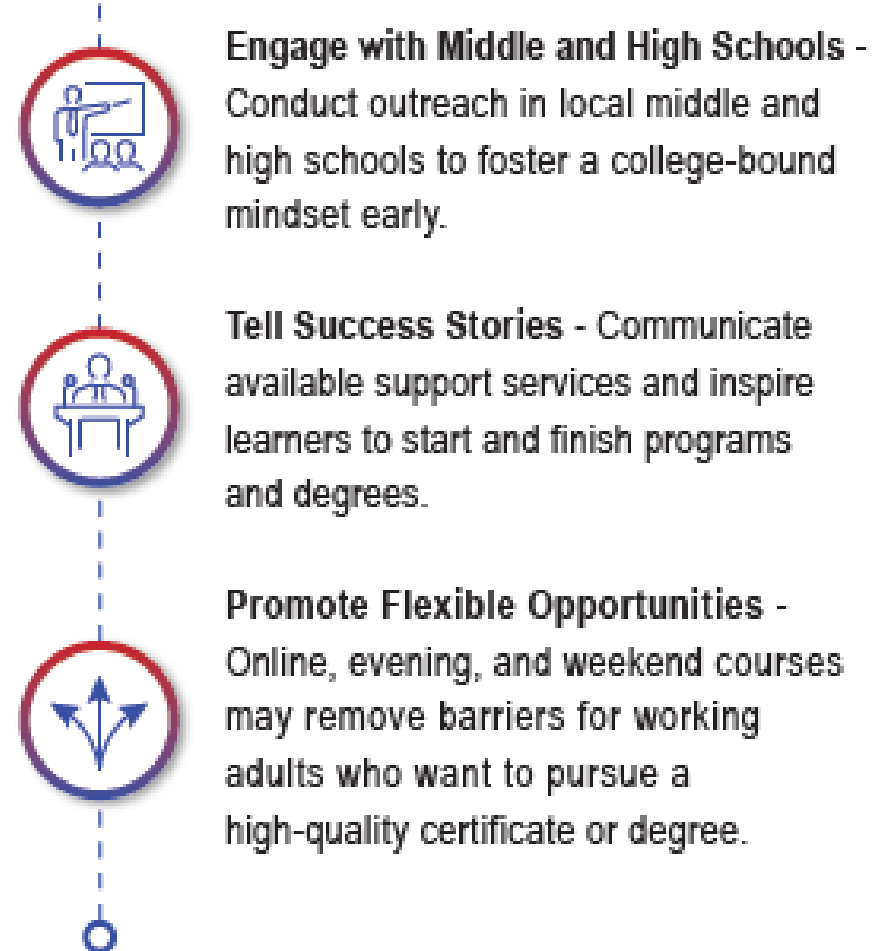 Engage with Middle and High Schools -
Conduct outreach in local middle and
high schools to foster a college-bound
mindset early.
Tell Success Stories - Communicate
available support services and inspire
learners to start and finish programs
and degrees.
Promote Flexible Opportunities -
Online, evening, and weekend courses
may remove barriers for working
adults who want to pursue a
high-quality certificate or degree.